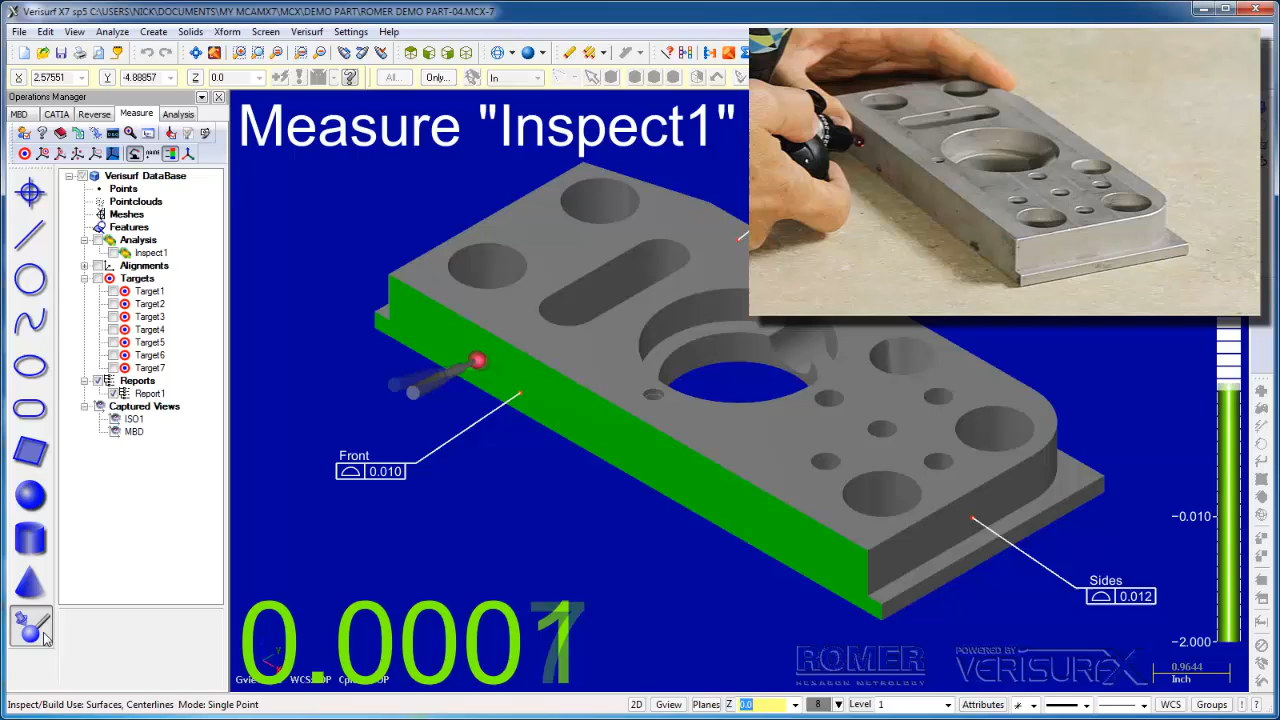 Verisurf X7 sp5 C:\USERS\NICK\DOCUMENTS\MY MCAMX7\MCX\DEMO PART\ROMER DEMO PART-04.MCX-7
File Edit View Analyze Create Solids Xform Screen Verisurf Settings Help
X 2.57551 Y -4.88857 Z 0.0 All... Only... In
Operations Manager
MBD CATIA Reverse Measure Analysis
Verisurf DataBase
Points
Pointclouds
Meshes
Features
Analysis
Inspect1
Alignments
Targets
Target1
Target2
Target3
Target4
Target5
Target6
Target7
Reports
Report1
Captured Views
ISO1
MBD
Measure "Inspect1"
Front
0.010
Sides
0.012
-0.010
-2.000
ROMER
HEXAGON METROLOGY
POWERED BY
VERISURF X
0.9644
Inch
Inspect/Build: Use: Surfaces, Centerlines Mode: Single Point
2D Gview Planes Z 0.0 8 Level 1 Attributes WCS Groups ! ?